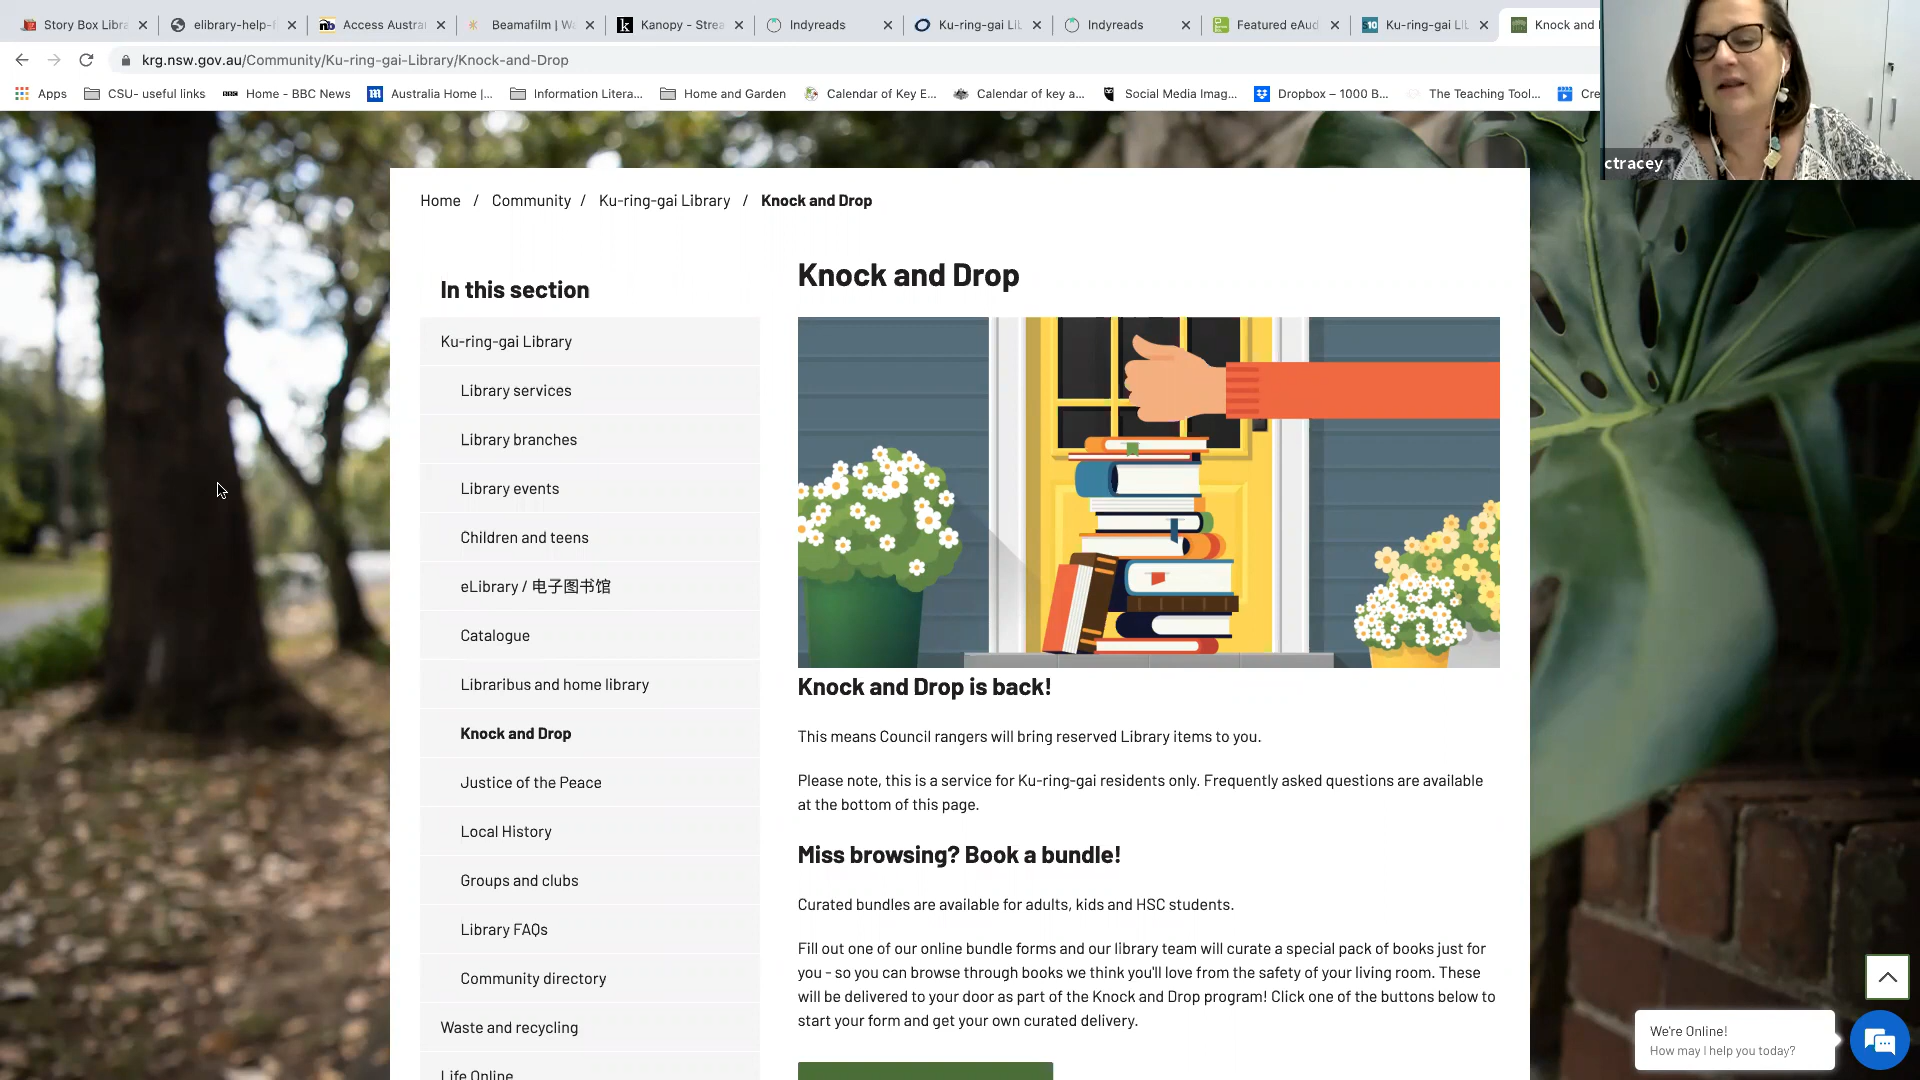 Story Box Libra
elibrary-help-
Access Austra
Beamafilm | Wa
Kanopy - Strea
Indyreads
Ku-ring-gai Lib
Indyreads
Featured eAud
Ku-ring-gai LIB
Knock and
krg.nsw.gov.au/Community/Ku-ring-gai-Library/Knock-and-Drop
Apps
CSU- useful links
Home - BBC News
Australia Home |...
Information Litera...
Home and Garden
Calendar of Key E...
Calendar of key a...
Social Media Imag...
Dropbox – 1000 B...
The Teaching Tool...
Cre
ctracey
Home / Community / Ku-ring-gai Library / Knock and Drop
In this section
Ku-ring-gai Library
Library services
Library branches
Library events
Children and teens
eLibrary / 电子图书馆
Catalogue
Libraribus and home library
Knock and Drop
Justice of the Peace
Local History
Groups and clubs
Library FAQs
Community directory
Waste and recycling
Life Online
Knock and Drop
Knock and Drop is back!
This means Council rangers will bring reserved Library items to you.
Please note, this is a service for Ku-ring-gai residents only. Frequently asked questions are available
at the bottom of this page.
Miss browsing? Book a bundle!
Curated bundles are available for adults, kids and HSC students.
Fill out one of our online bundle forms and our library team will curate a special pack of books just for
you - so you can browse through books we think you'll love from the safety of your living room. These
will be delivered to your door as part of the Knock and Drop program! Click one of the buttons below to
start your form and get your own curated delivery.
We're Online!
How may I help you today?